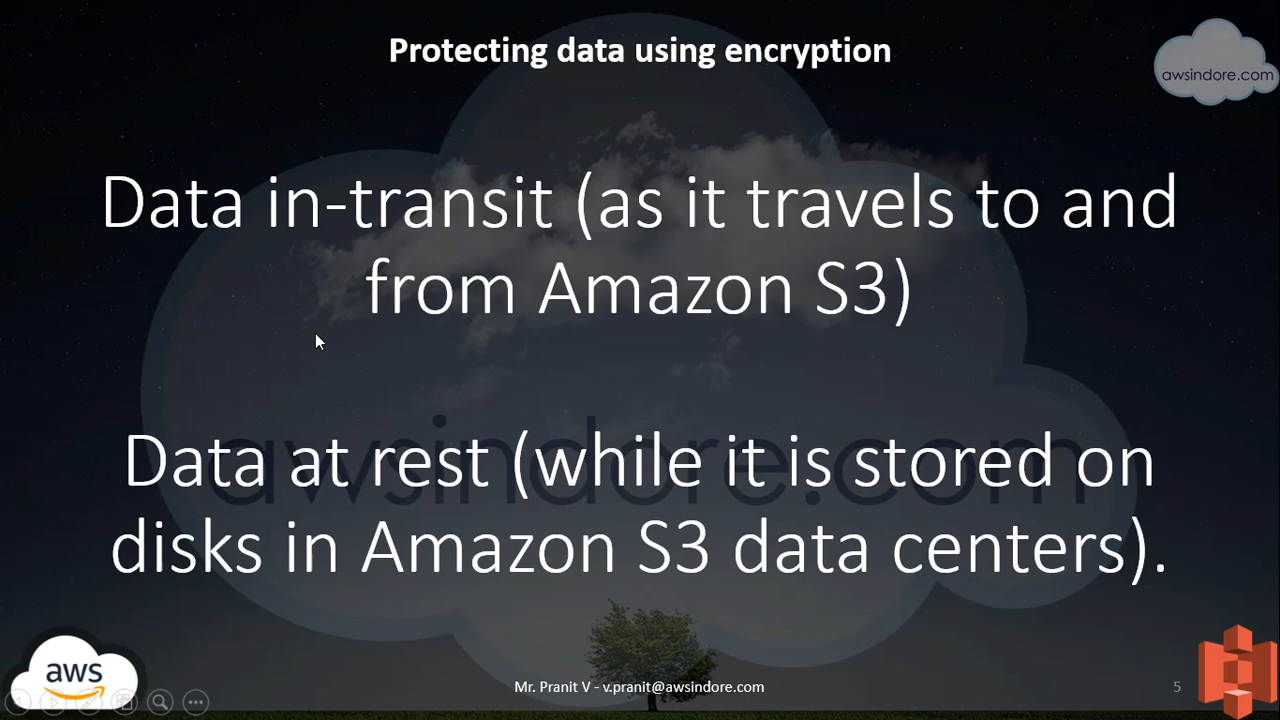 Protecting data using encryption
awsindore.com
Data in-transit (as it travels to and
from Amazon S3)
awsindore.com
Data at rest (while it is stored on
disks in Amazon S3 data centers).
aws
Mr. Pranit V - v.pranit@awsindore.com
5